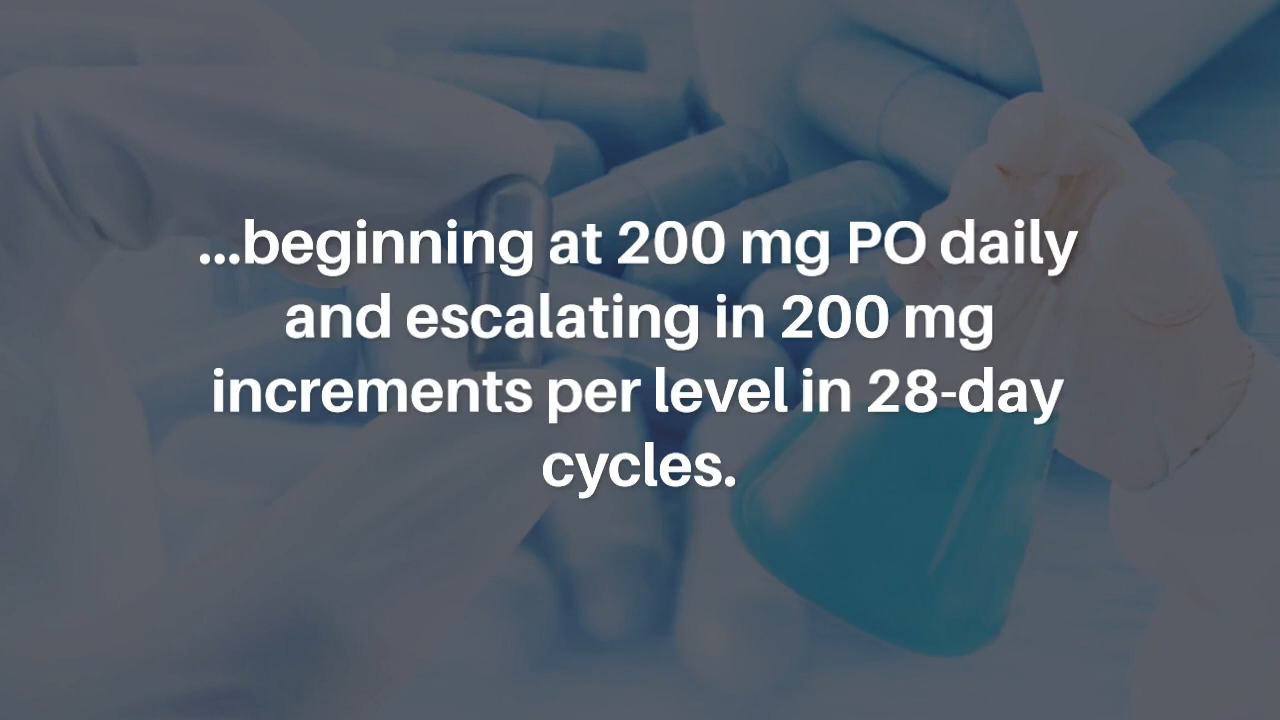 ...beginning at 200 mg PO daily
and escalating in 200 mg
increments per level in 28-day
cycles.